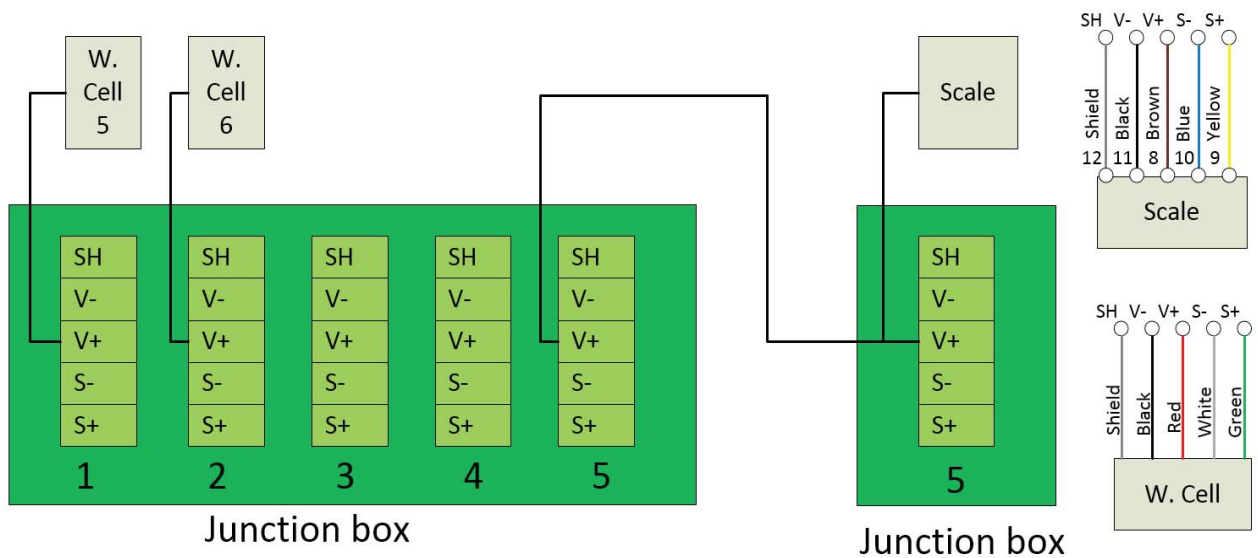 W.
Cell
5
W.
Cell
6
Scale
SH V- V+ S- S+
Shield
Black
Brown
Blue
Yellow
12 11 8 10 9
Scale
SH SH SH SH SH
V- V- V- V- V-
V+ V+ V+ V+ V+
S- S- S- S- S-
S+ S+ S+ S+ S+
1 2 3 4 5
Junction box
SH
V-
V+
S-
S+
5
Junction box
SH V- V+ S- S+
Shield
Black
Red
White
Green
W. Cell